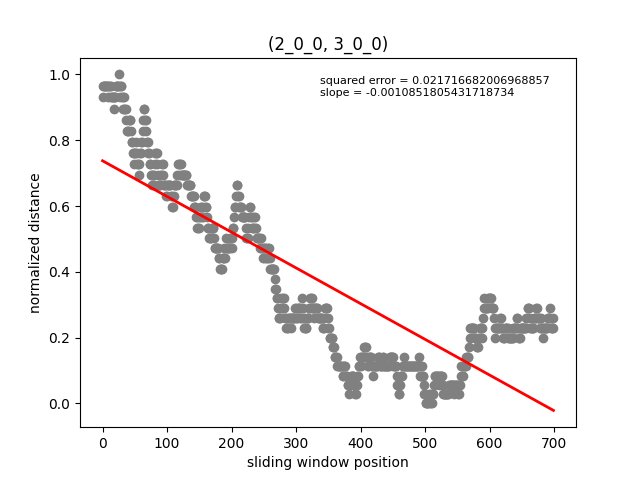 (2_0_0, 3_0_0)
squared error = 0.021716682006968857
slope = -0.0010851805431718734
normalized distance
1.0
0.8
0.6
0.4
0.2
0.0
0 100 200 300 400 500 600 700
sliding window position